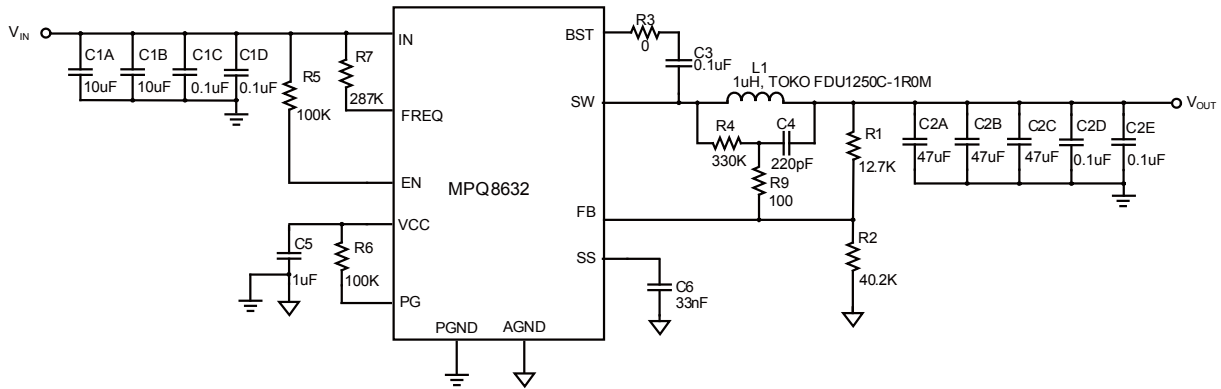 V_IN
C1A
10uF
C1B
10uF
C1C
0.1uF
C1D
0.1uF
R5
100K
R7
287K
IN
FREQ
EN
VCC
PG
C5
1uF
R6
100K
MPQ8632
PGND
AGND
BST
SW
FB
SS
R3
0
C3
0.1uF
L1
1uH, TOKO FDU1250C-1R0M
R4
330K
C4
220pF
R9
100
R1
12.7K
R2
40.2K
C6
33nF
C2A
47uF
C2B
47uF
C2C
47uF
C2D
0.1uF
C2E
0.1uF
V_OUT